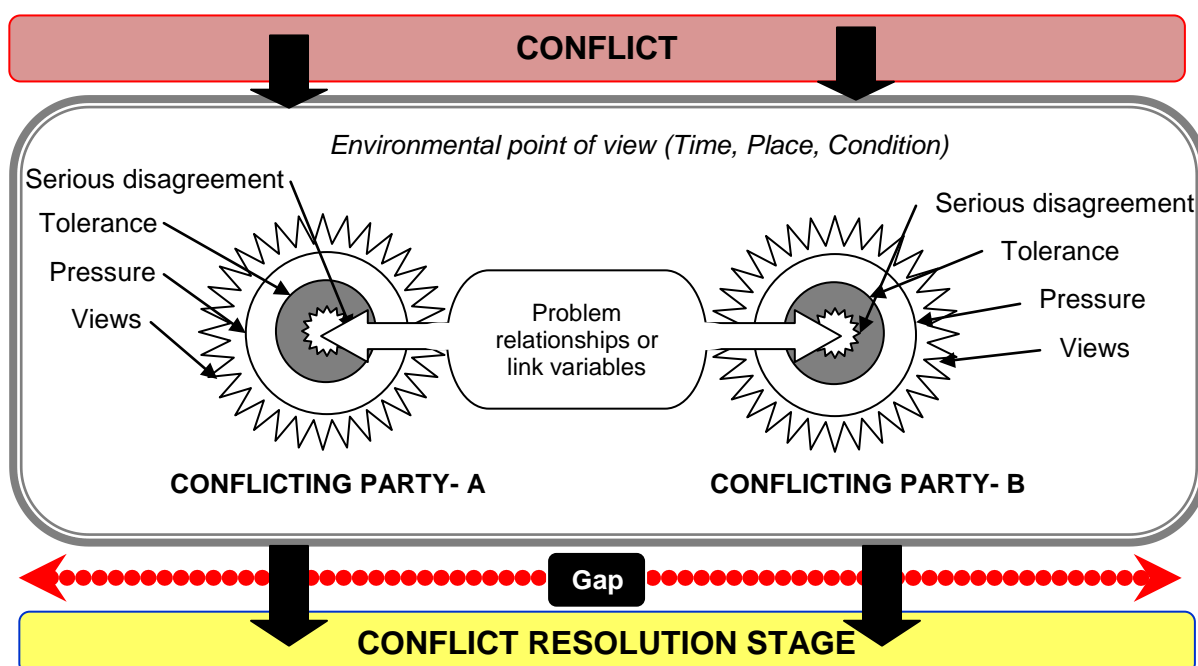 CONFLICT
Environmental point of view (Time, Place, Condition)
Serious disagreement
Tolerance
Pressure
Views
Problem
relationships or
link variables
Serious disagreement
Tolerance
Pressure
Views
CONFLICTING PARTY- A
CONFLICTING PARTY- B
Gap
CONFLICT RESOLUTION STAGE